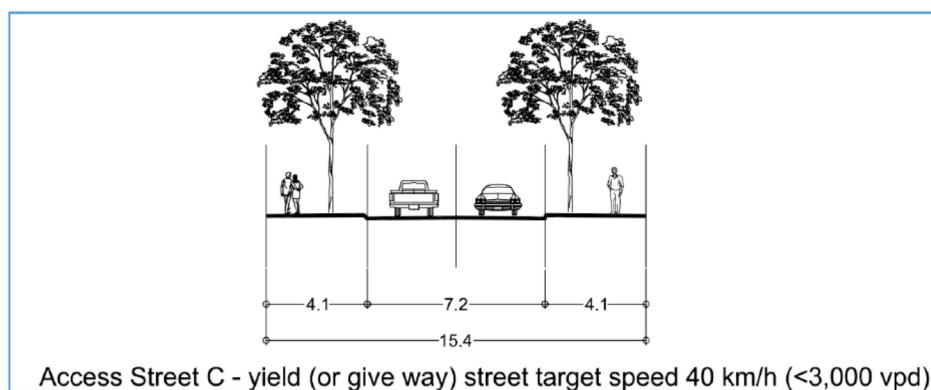 4.1 7.2 4.1
15.4
Access Street C - yield (or give way) street target speed 40 km/h (<3,000 vpd)